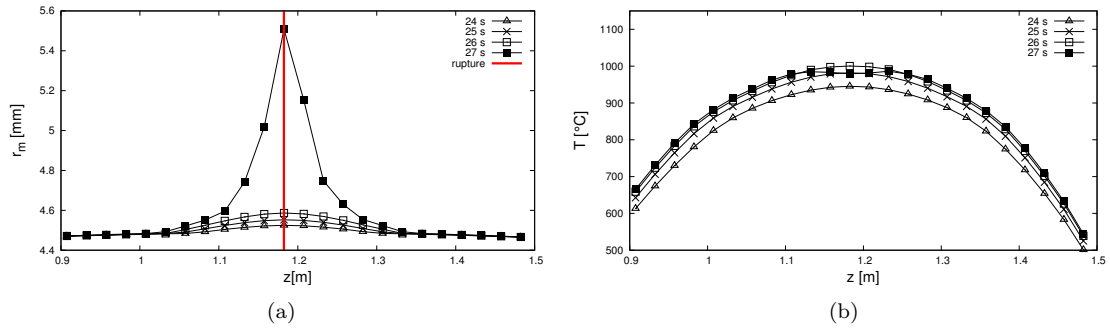 5.6
5.4
5.2
5
4.8
4.6
4.4
r_m [mm]
0.9 1 1.1 1.2 1.3 1.4 1.5
z[m]
24 s
25 s
26 s
27 s
rupture
(a)
1100
1000
900
800
700
600
500
T [°C]
0.9 1 1.1 1.2 1.3 1.4 1.5
z [m]
24 s
25 s
26 s
27 s
(b)